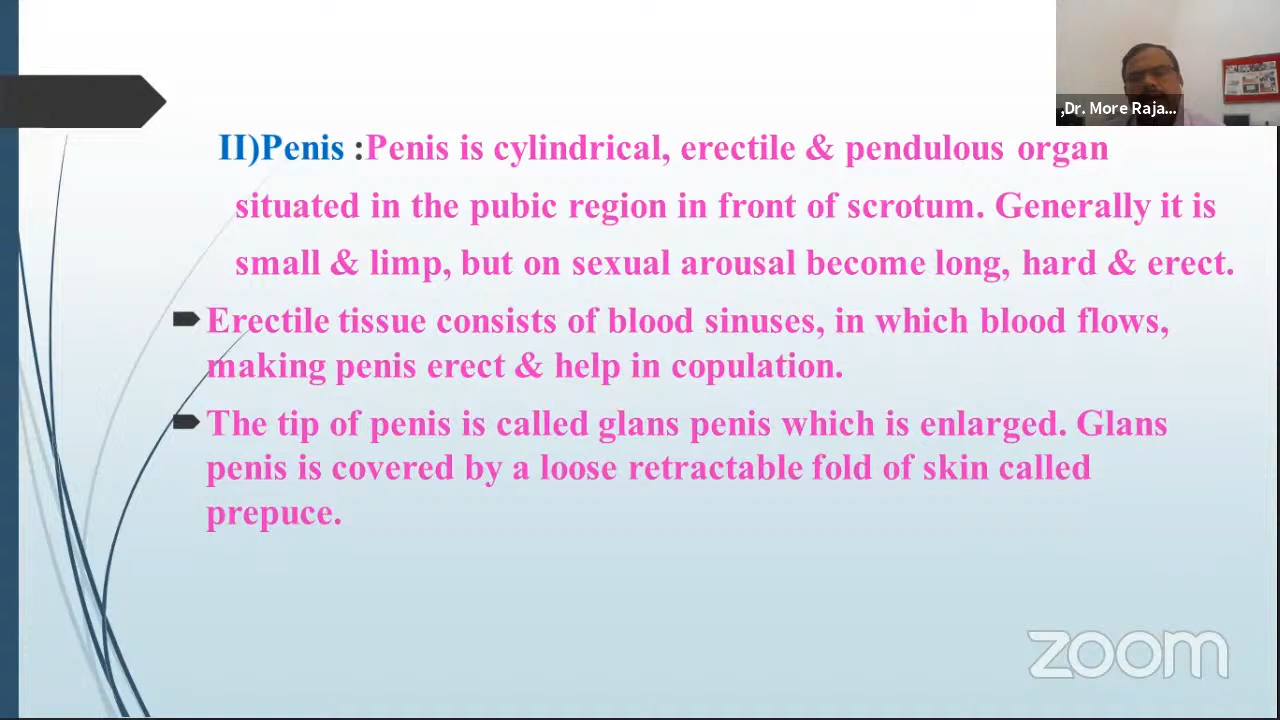 ,Dr. More Raja...
II)Penis :Penis is cylindrical, erectile & pendulous organ
situated in the pubic region in front of scrotum. Generally it is
small & limp, but on sexual arousal become long, hard & erect.
Erectile tissue consists of blood sinuses, in which blood flows,
making penis erect & help in copulation.
The tip of penis is called glans penis which is enlarged. Glans
penis is covered by a loose retractable fold of skin called
prepuce.
zoom